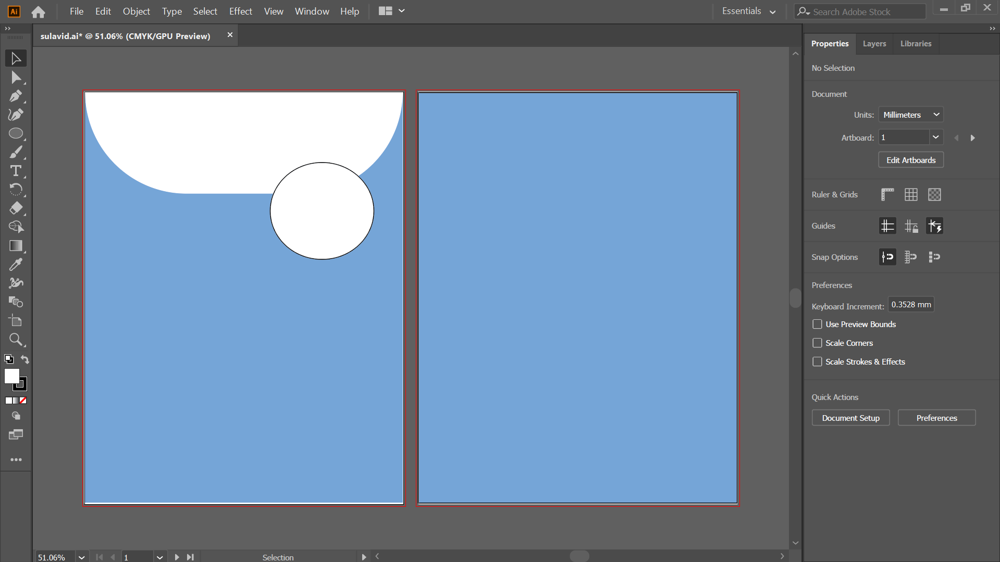 Ai File Edit Object Type Select Effect View Window Help Essentials Search Adobe Stock
sulavid.ai* @ 51.06% (CMYK/GPU Preview)
Properties Layers Libraries
No Selection
Document
Units: Millimeters
Artboard: 1
Edit Artboards
Ruler & Grids
Guides
Snap Options
Preferences
Keyboard Increment: 0.3528 mm
Use Preview Bounds
Scale Corners
Scale Strokes & Effects
Quick Actions
Document Setup Preferences
51.06% 1 Selection